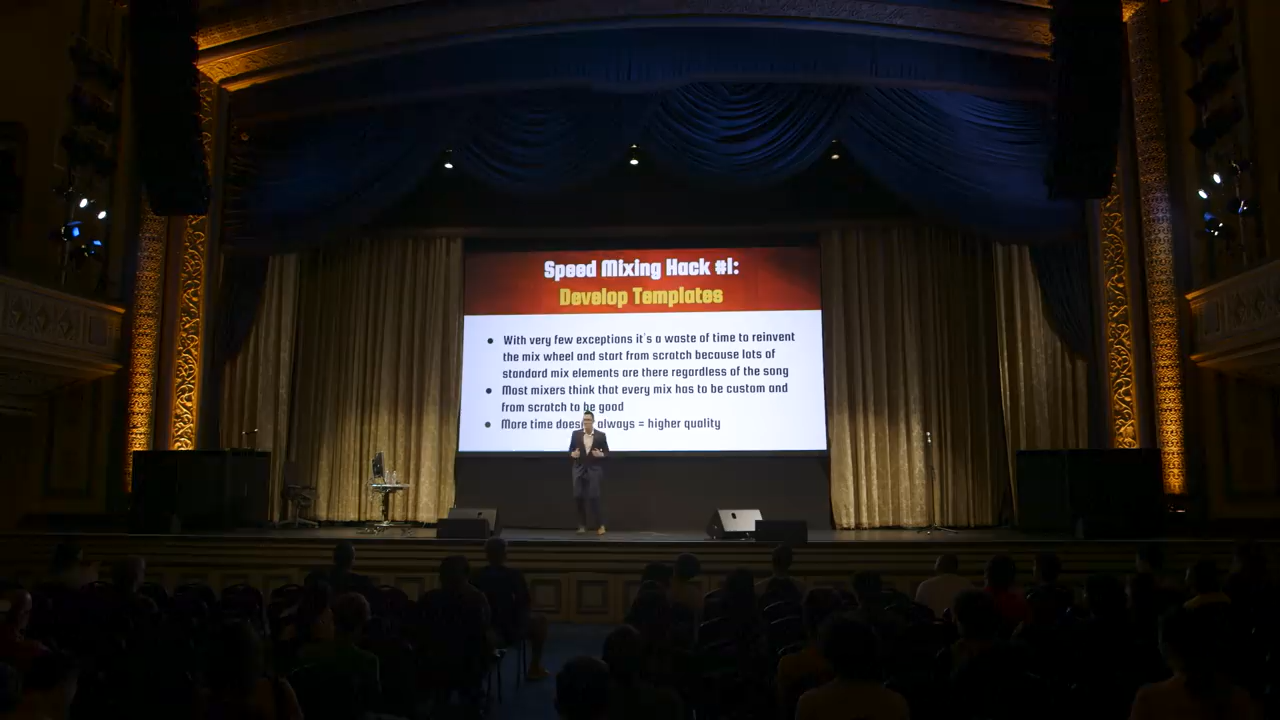 Speed Mixing Hack #1:
Develop Templates
With very few exceptions it's a waste of time to reinvent
the mix wheel and start from scratch because lots of
standard mix elements are there regardless of the song
Most mixers think that every mix has to be custom and
from scratch to be good
More time always = higher quality